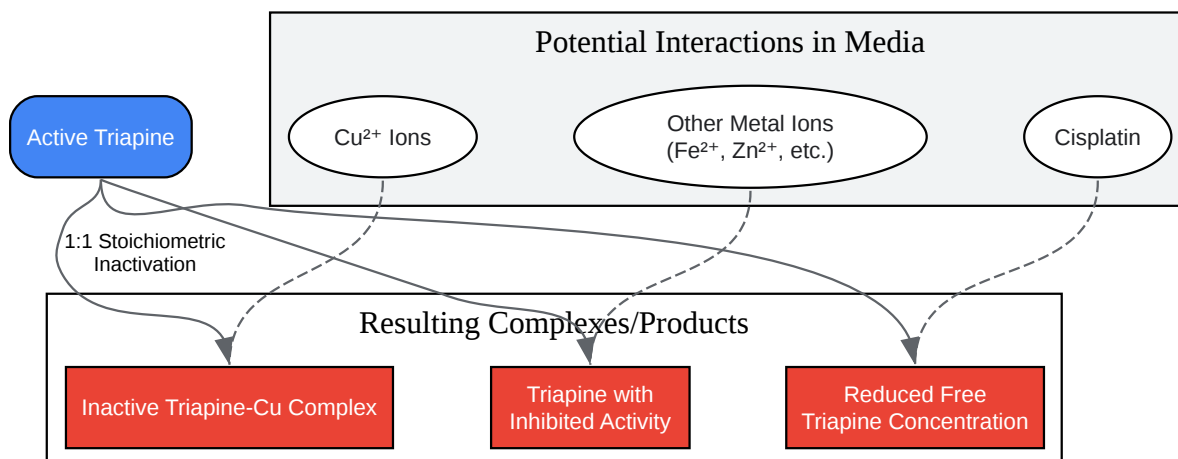 Potential Interactions in Media
Active Triapine
Cu²⁺ Ions
Other Metal Ions
(Fe²⁺, Zn²⁺, etc.)
Cisplatin
1:1 Stoichiometric
Inactivation
Resulting Complexes/Products
Inactive Triapine-Cu Complex
Triapine with
Inhibited Activity
Reduced Free
Triapine Concentration